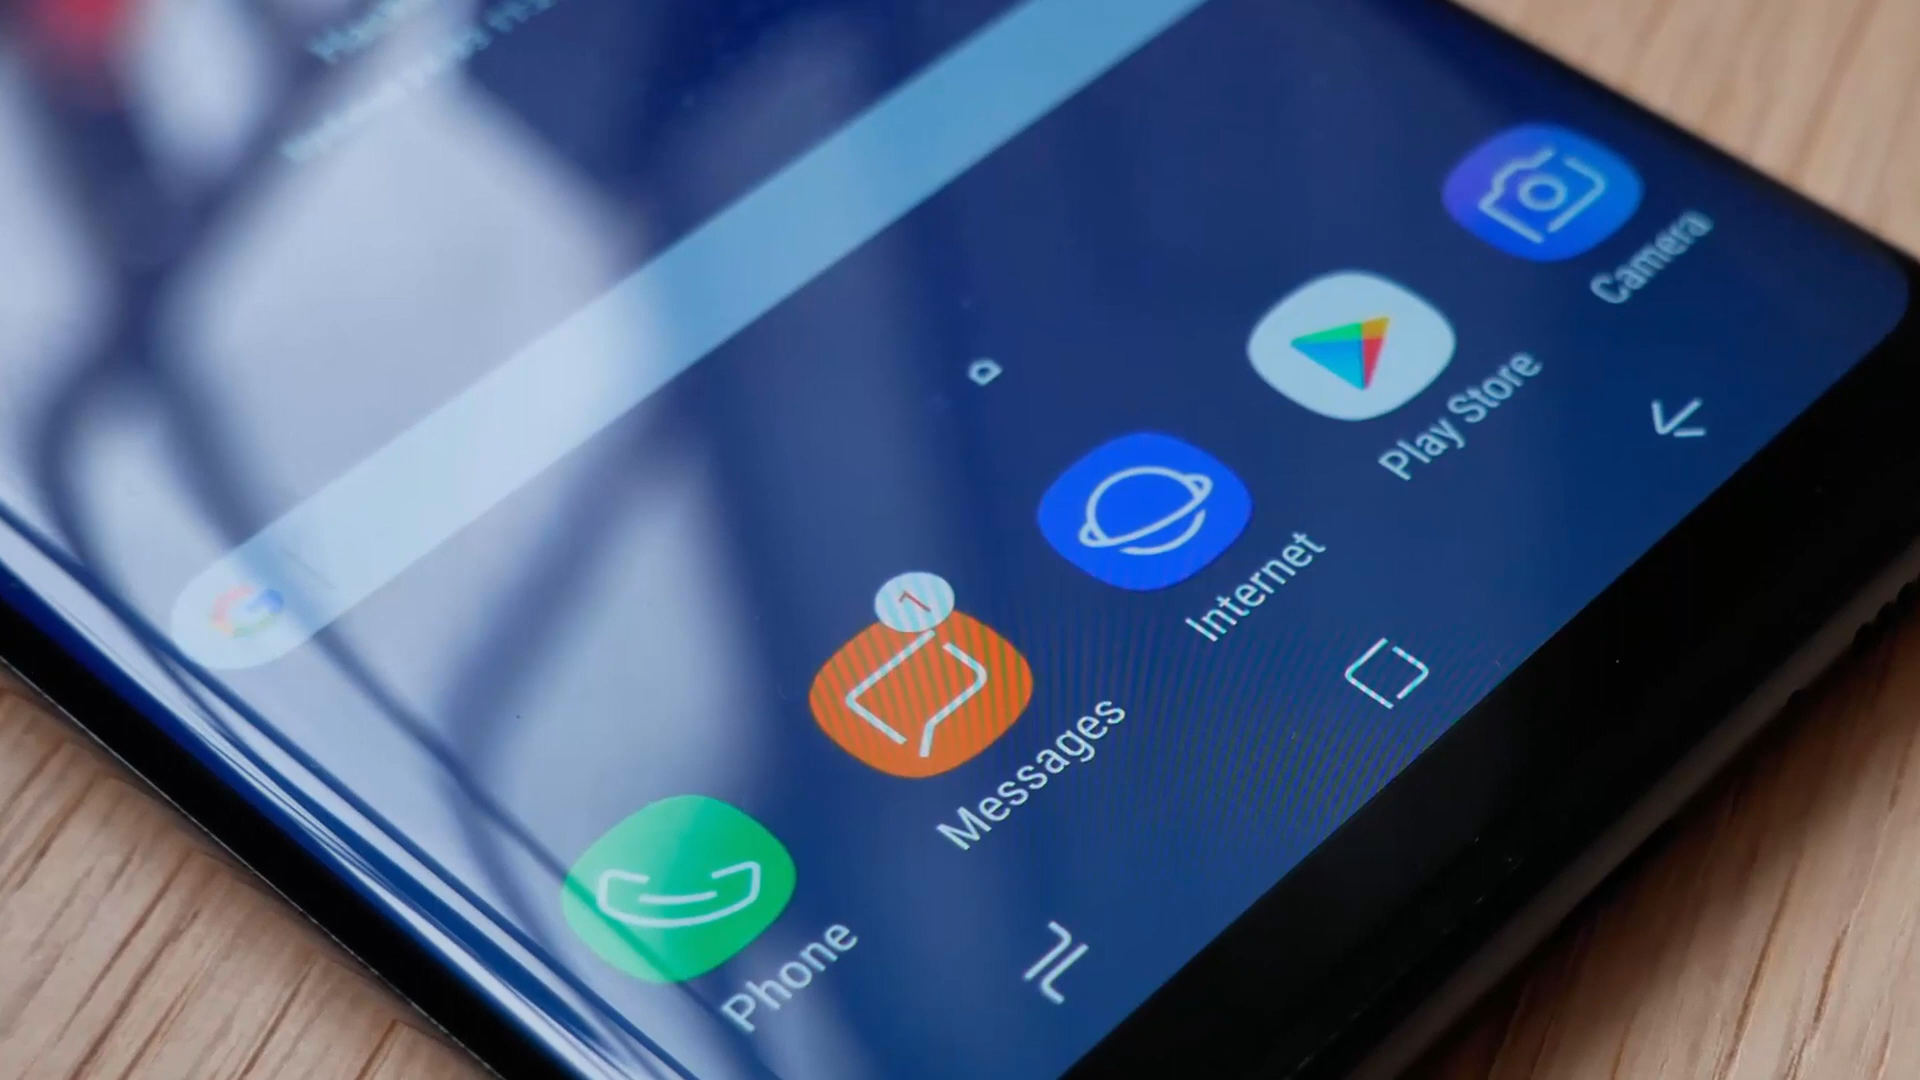 G
1
Phone
Messages
Internet
Play Store
Camera